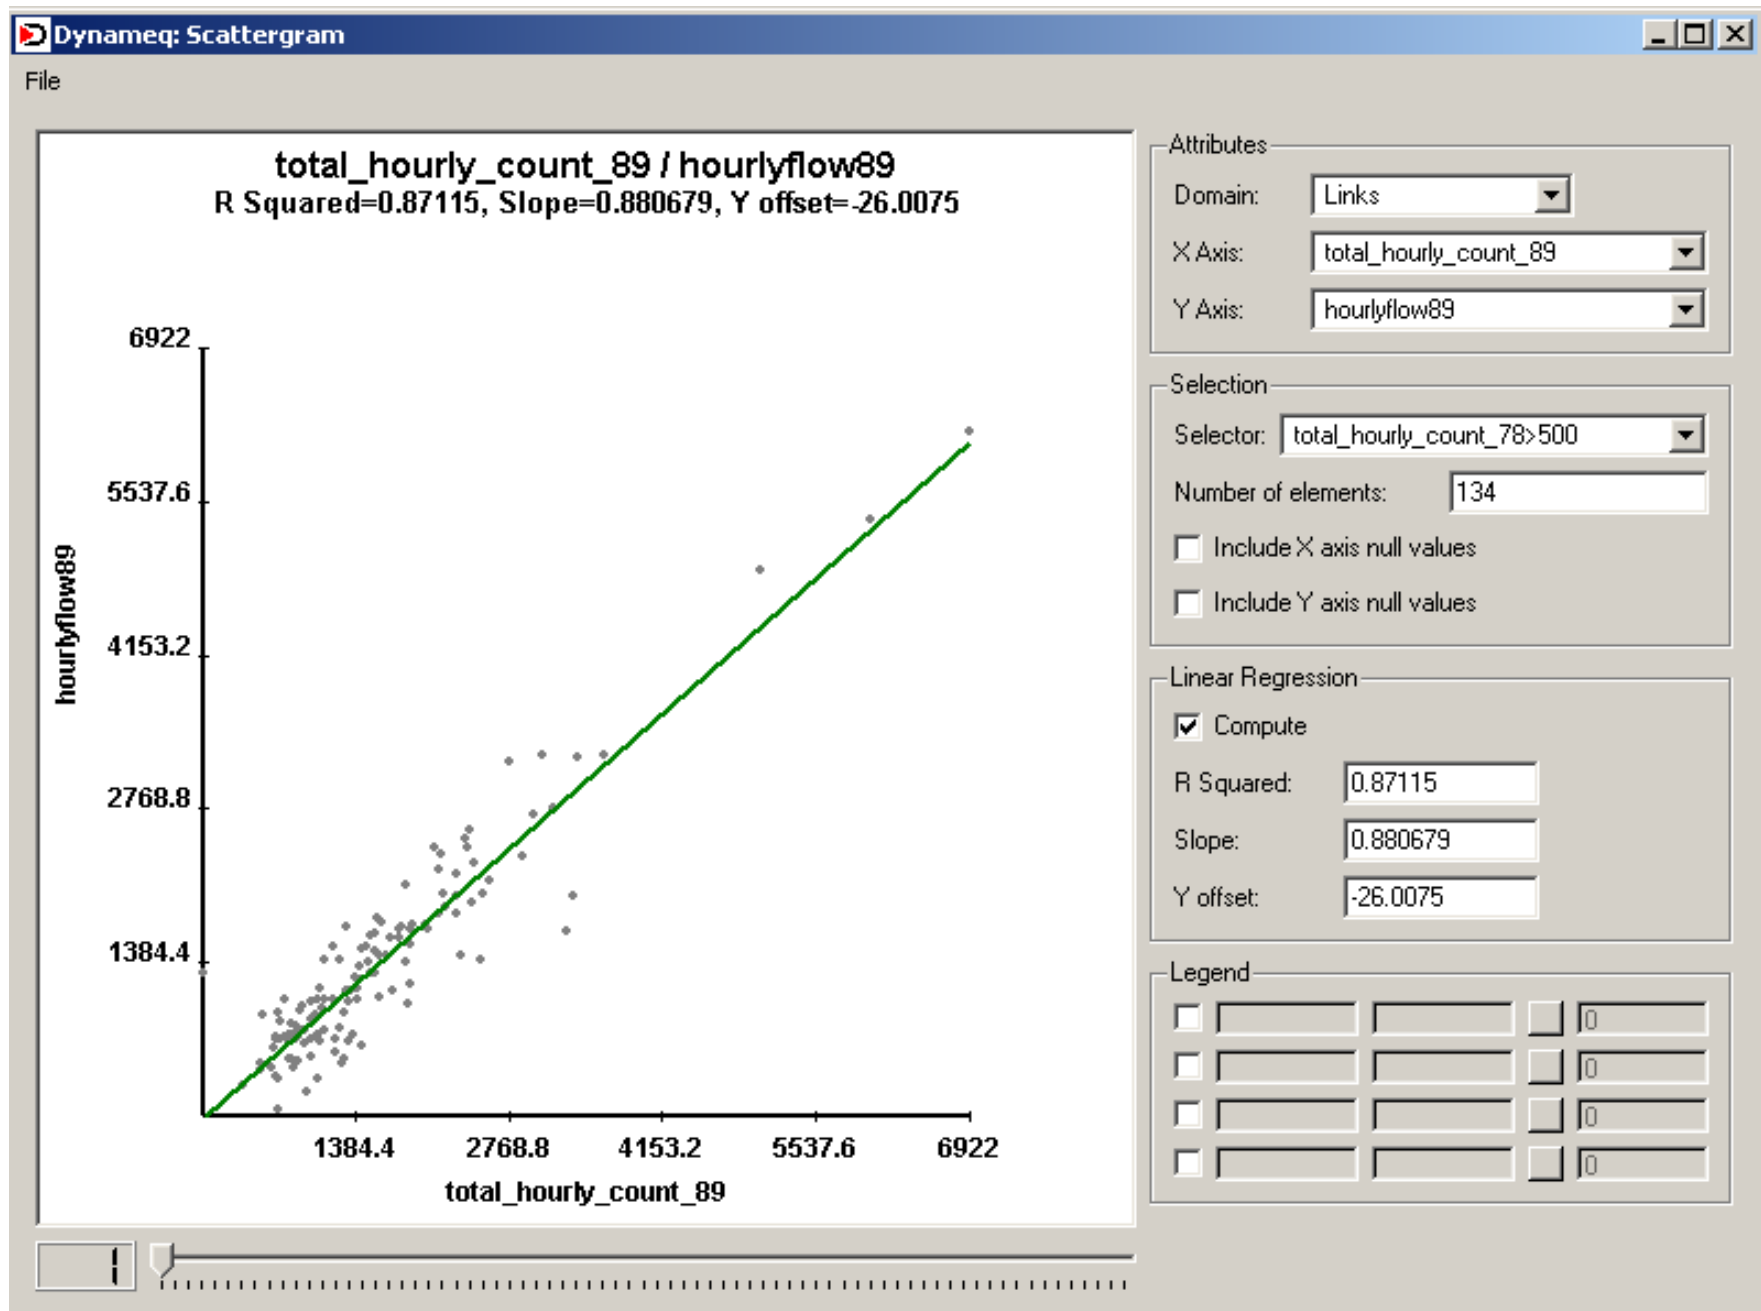 Dynameq: Scattergram
File
total_hourly_count_89 / hourlyflow89
R Squared=0.87115, Slope=0.880679, Y offset=-26.0075
6922
5537.6
4153.2
2768.8
1384.4
hourlyflow89
1384.4 2768.8 4153.2 5537.6 6922
total_hourly_count_89
1
Attributes
Domain: Links
X Axis: total_hourly_count_89
Y Axis: hourlyflow89
Selection
Selector: total_hourly_count_78>500
Number of elements: 134
Include X axis null values
Include Y axis null values
Linear Regression
Compute
R Squared: 0.87115
Slope: 0.880679
Y offset: -26.0075
Legend
0
0
0
0